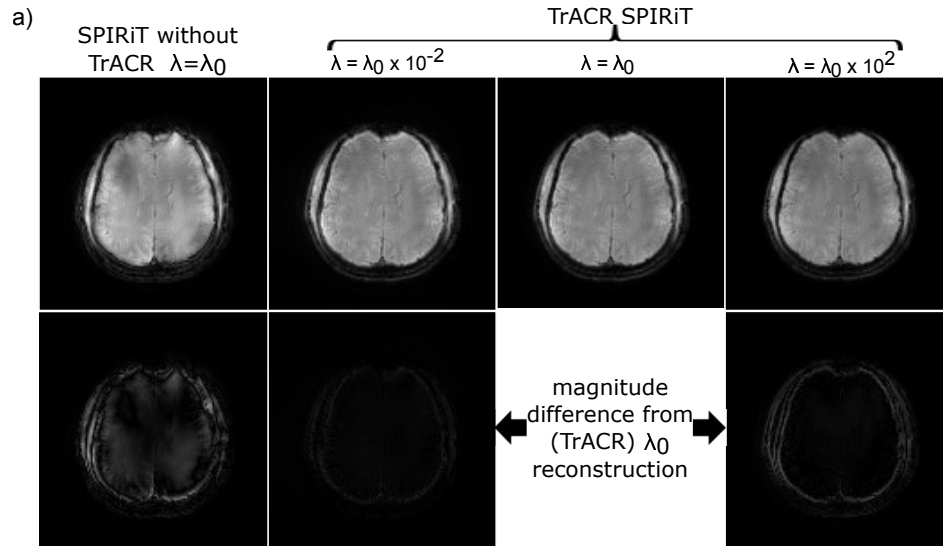 a)
SPIRiT without
TrACR λ=λ0
TrACR SPIRiT
λ = λ0 x 10-2
λ = λ0
λ = λ0 x 102
magnitude
difference from
(TrACR) λ0
reconstruction